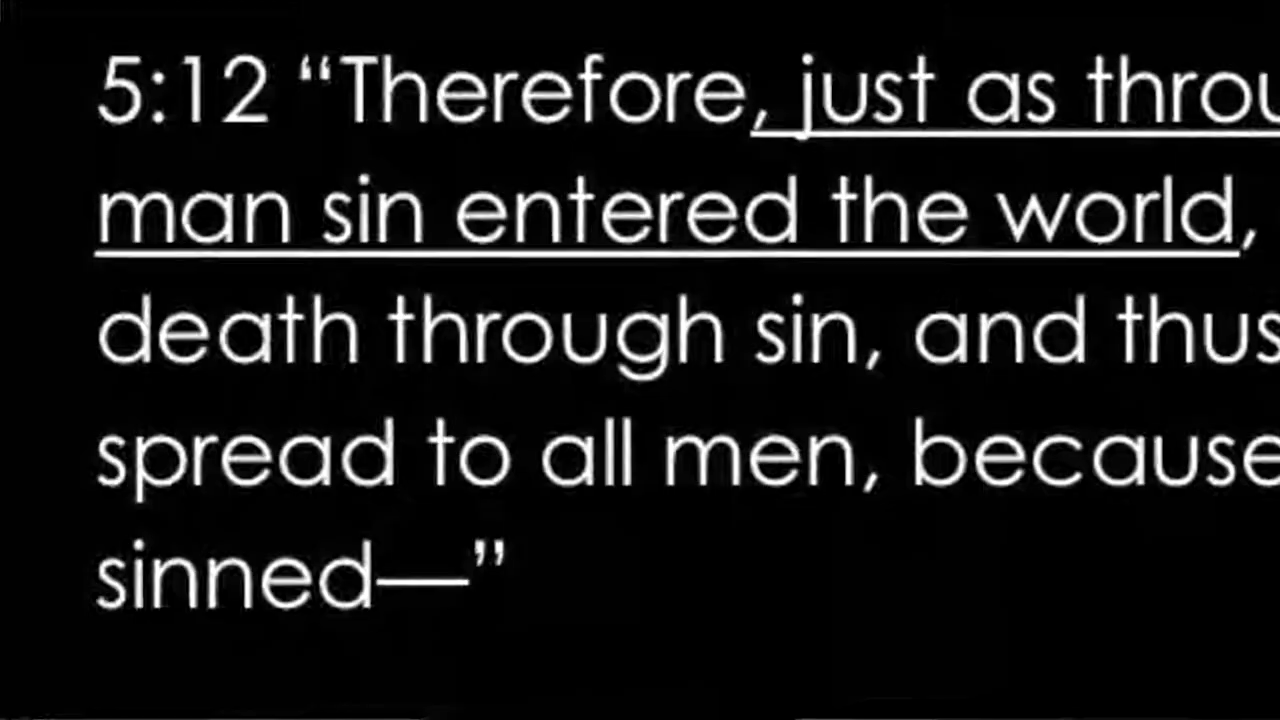 5:12 “Therefore, just as throu
man sin entered the world,
death through sin, and thus
spread to all men, because
sinned—”